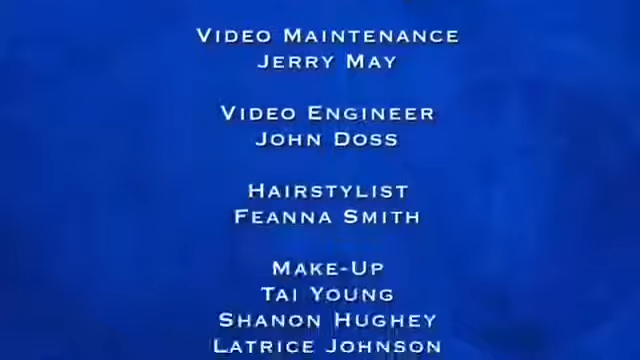 VIDEO MAINTENANCE
JERRY MAY
VIDEO ENGINEER
JOHN DOSS
HAIRSTYLIST
FEANNA SMITH
MAKE-UP
TAI YOUNG
SHANON HUGHEY
LATRICE JOHNSON